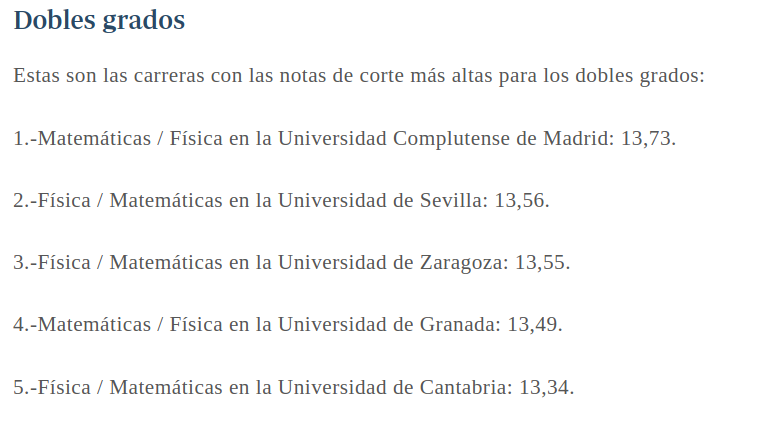 Dobles grados
Estas son las carreras con las notas de corte más altas para los dobles grados:
1.-Matemáticas / Física en la Universidad Complutense de Madrid: 13,73.
2.-Física / Matemáticas en la Universidad de Sevilla: 13,56.
3.-Física / Matemáticas en la Universidad de Zaragoza: 13,55.
4.-Matemáticas / Física en la Universidad de Granada: 13,49.
5.-Física / Matemáticas en la Universidad de Cantabria: 13,34.